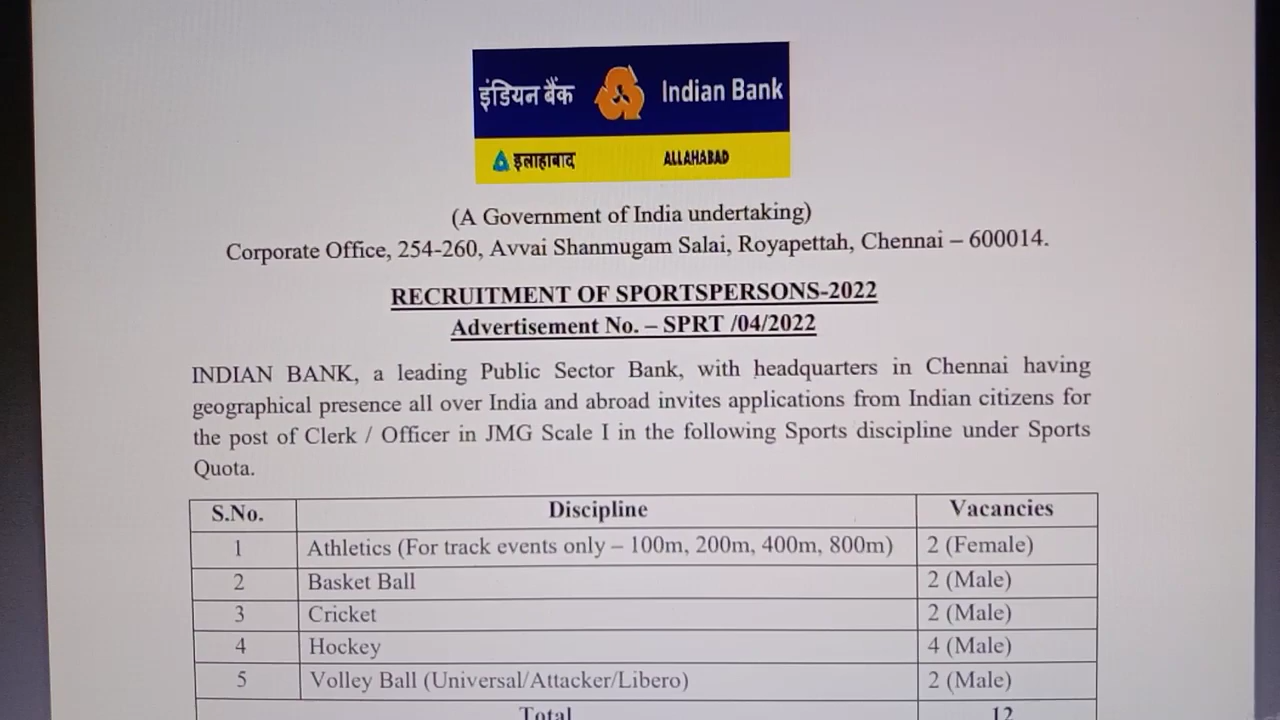 इंडियन बैंक Indian Bank
इलाहाबाद ALLAHABAD
(A Government of India undertaking)
Corporate Office, 254-260, Avvai Shanmugam Salai, Royapettah, Chennai – 600014.
RECRUITMENT OF SPORTSPERSONS-2022
Advertisement No. – SPRT /04/2022
INDIAN BANK, a leading Public Sector Bank, with headquarters in Chennai having
geographical presence all over India and abroad invites applications from Indian citizens for
the post of Clerk / Officer in JMG Scale I in the following Sports discipline under Sports
Quota.
S.No. Discipline Vacancies
1 Athletics (For track events only – 100m, 200m, 400m, 800m) 2 (Female)
2 Basket Ball 2 (Male)
3 Cricket 2 (Male)
4 Hockey 4 (Male)
5 Volley Ball (Universal/Attacker/Libero) 2 (Male)
Total 12